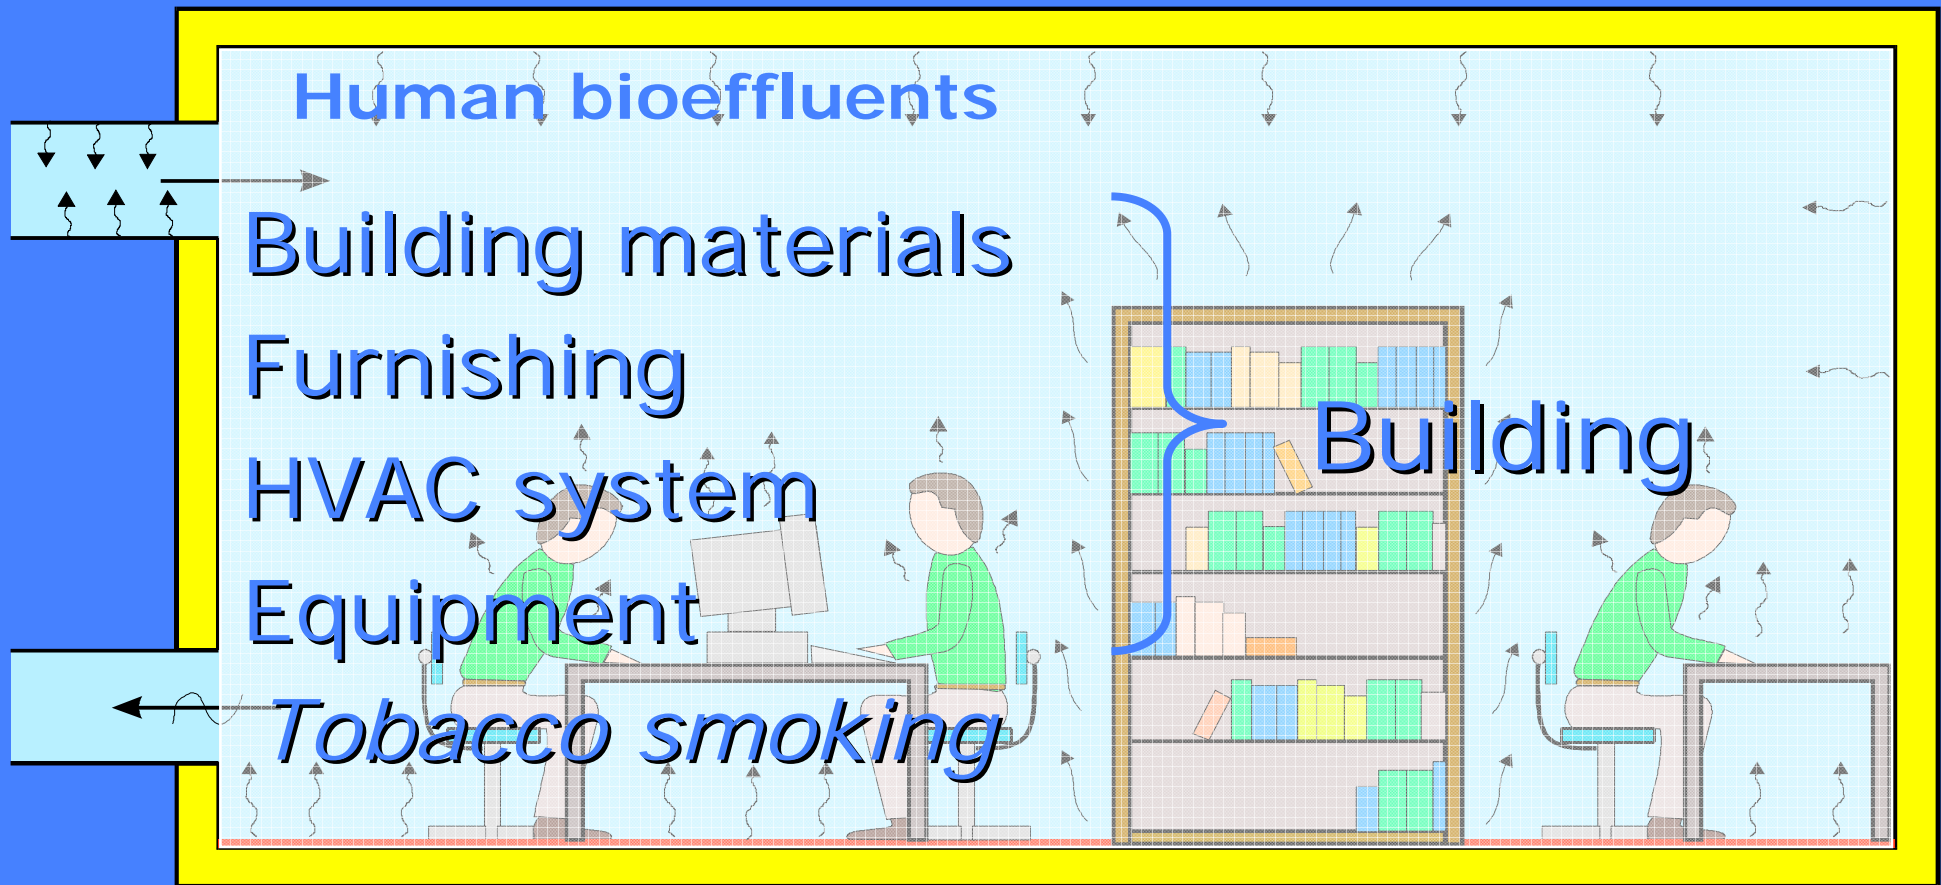 Human bioeffluents
Building materials
Furnishing
HVAC system
Equipment
Tobacco smoking
Building